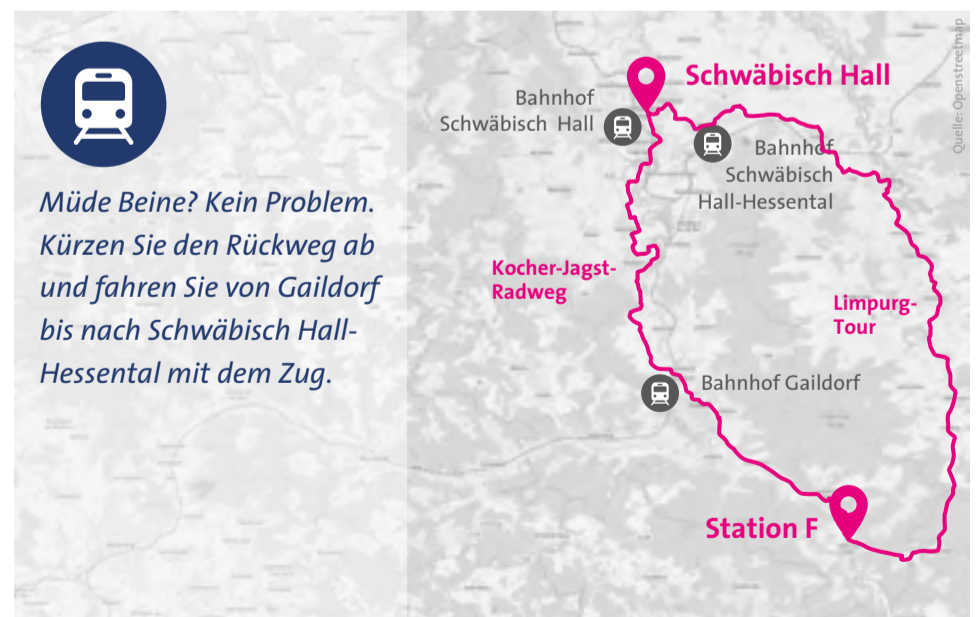 Müde Beine? Kein Problem.
Kürzen Sie den Rückweg ab
und fahren Sie von Gaildorf
bis nach Schwäbisch Hall-
Hessental mit dem Zug.
Schwäbisch Hall
Bahnhof
Schwäbisch Hall
Bahnhof
Schwäbisch
Hall-Hessental
Kocher-Jagst-
Radweg
Limpurg-
Tour
Bahnhof Gaildorf
Station F
Quelle: Openstreetmap